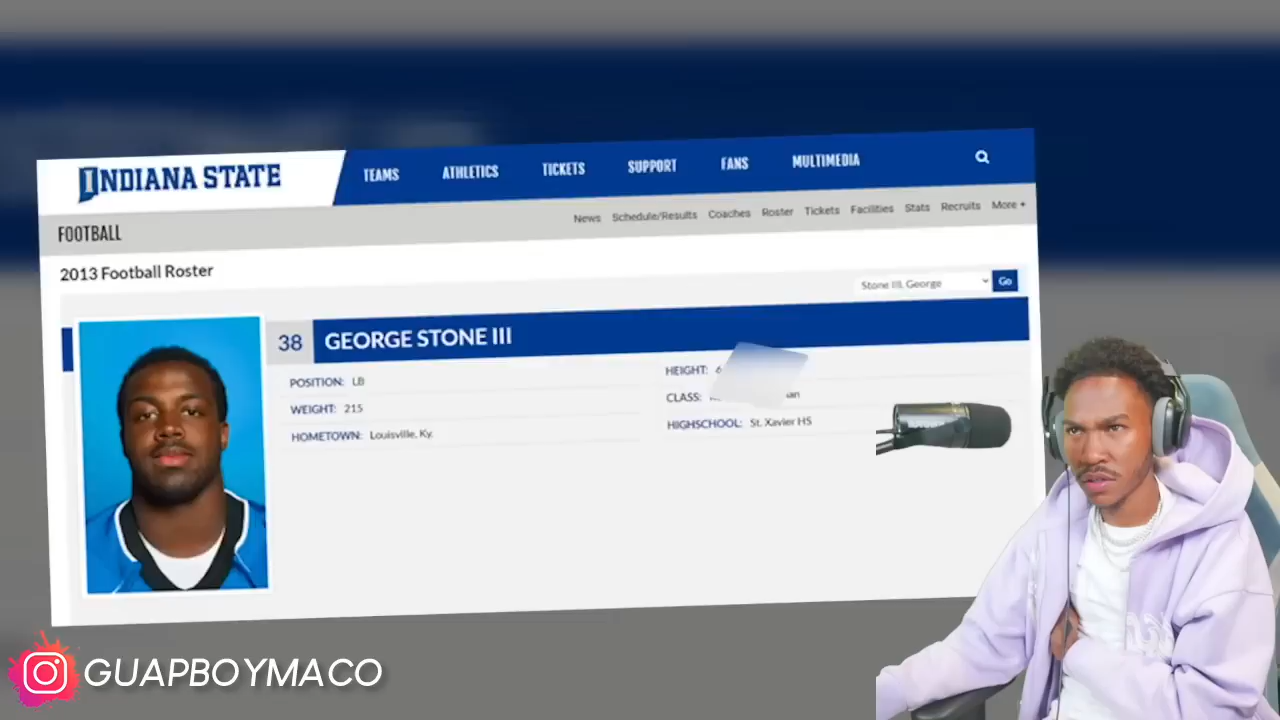 INDIANA STATE
TEAMS ATHLETICS TICKETS SUPPORT FANS MULTIMEDIA
FOOTBALL
News Schedule/Results Coaches Roster Tickets Facilities Stats Recruits More +
2013 Football Roster
Stone III, George Go
38 GEORGE STONE III
POSITION: LB
WEIGHT: 215
HOMETOWN: Louisville, Ky.
HEIGHT: 6
CLASS:
HIGHSCHOOL: St. Xavier HS
GUAPBOYMACO